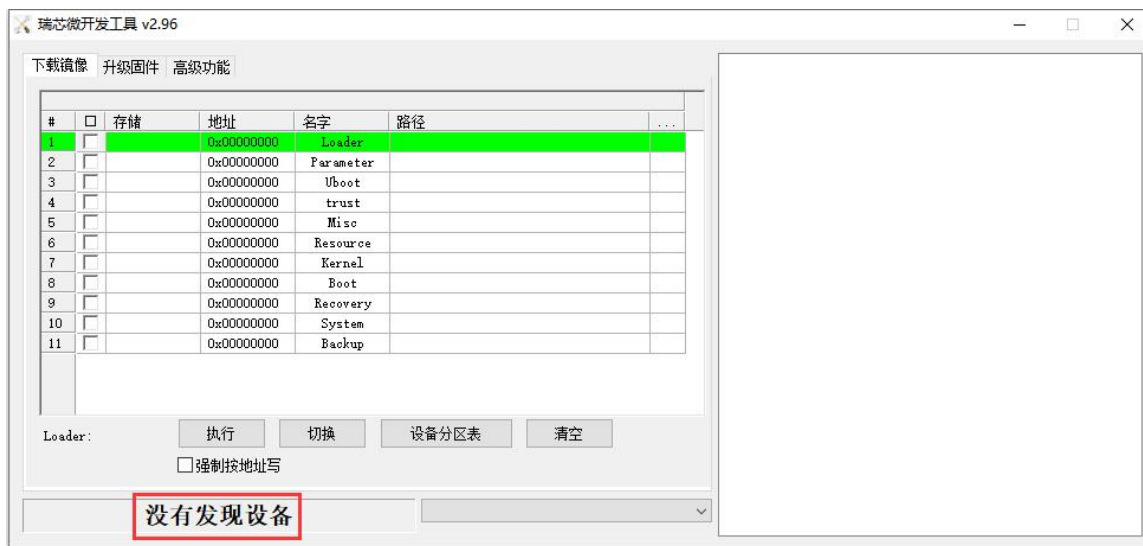 瑞芯微开发工具 v2.96
下载镜像 升级固件 高级功能
# 存储 地址 名字 路径 ...
1 0x00000000 Loader
2 0x00000000 Parameter
3 0x00000000 Uboot
4 0x00000000 trust
5 0x00000000 Misc
6 0x00000000 Resource
7 0x00000000 Kernel
8 0x00000000 Boot
9 0x00000000 Recovery
10 0x00000000 System
11 0x00000000 Backup
Loader: 执行 切换 设备分区表 清空
强制按地址写
没有发现设备